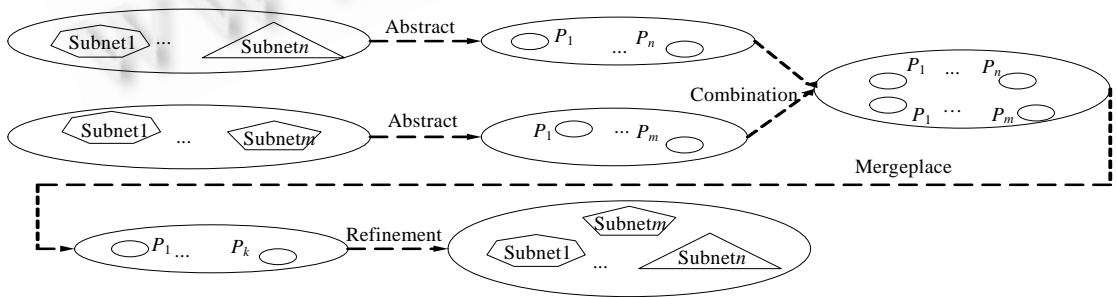 Subnet1 ... Subnetn
Abstract
P1 ... Pn
Subnet1 ... Subnetm
Abstract
P1 ... Pm
Combination
P1 ... Pn
P1 ... Pm
Mergeplace
P1 ... Pk
Refinement
Subnetm
Subnet1 ... Subnetn